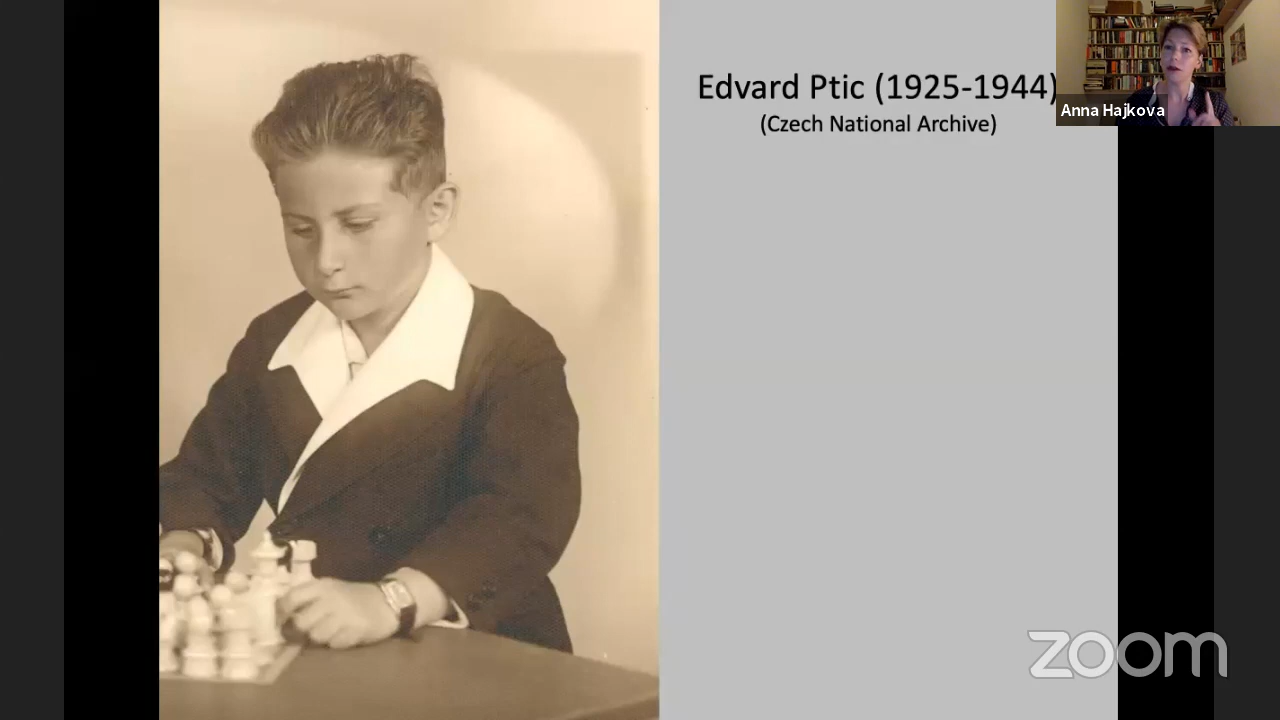 Edvard Ptic (1925-1944)
(Czech National Archive)
Anna Hajkova
zoom